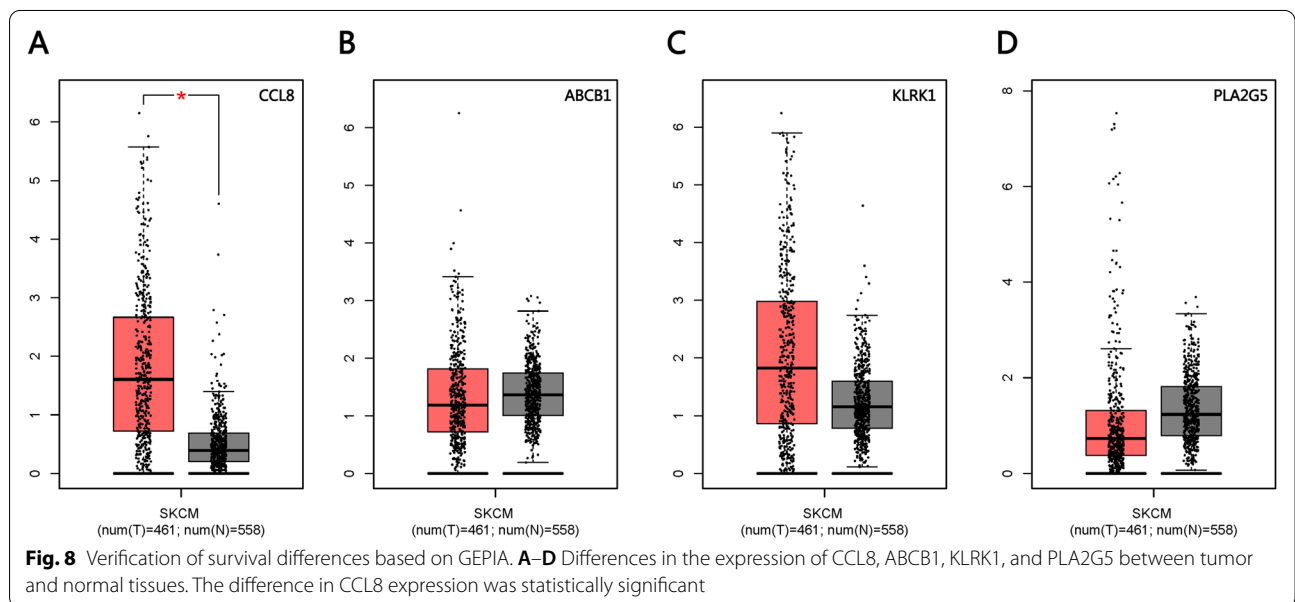 A
B
C
D
CCL8
*
0
1
2
3
4
5
6
SKCM
(num(T)=461; num(N)=558)
ABCB1
0
1
2
3
4
5
6
SKCM
(num(T)=461; num(N)=558)
KLRK1
0
1
2
3
4
5
6
SKCM
(num(T)=461; num(N)=558)
PLA2G5
0
2
4
6
8
SKCM
(num(T)=461; num(N)=558)
Fig. 8 Verification of survival differences based on GEPIA. A–D Differences in the expression of CCL8, ABCB1, KLRK1, and PLA2G5 between tumor
and normal tissues. The difference in CCL8 expression was statistically significant